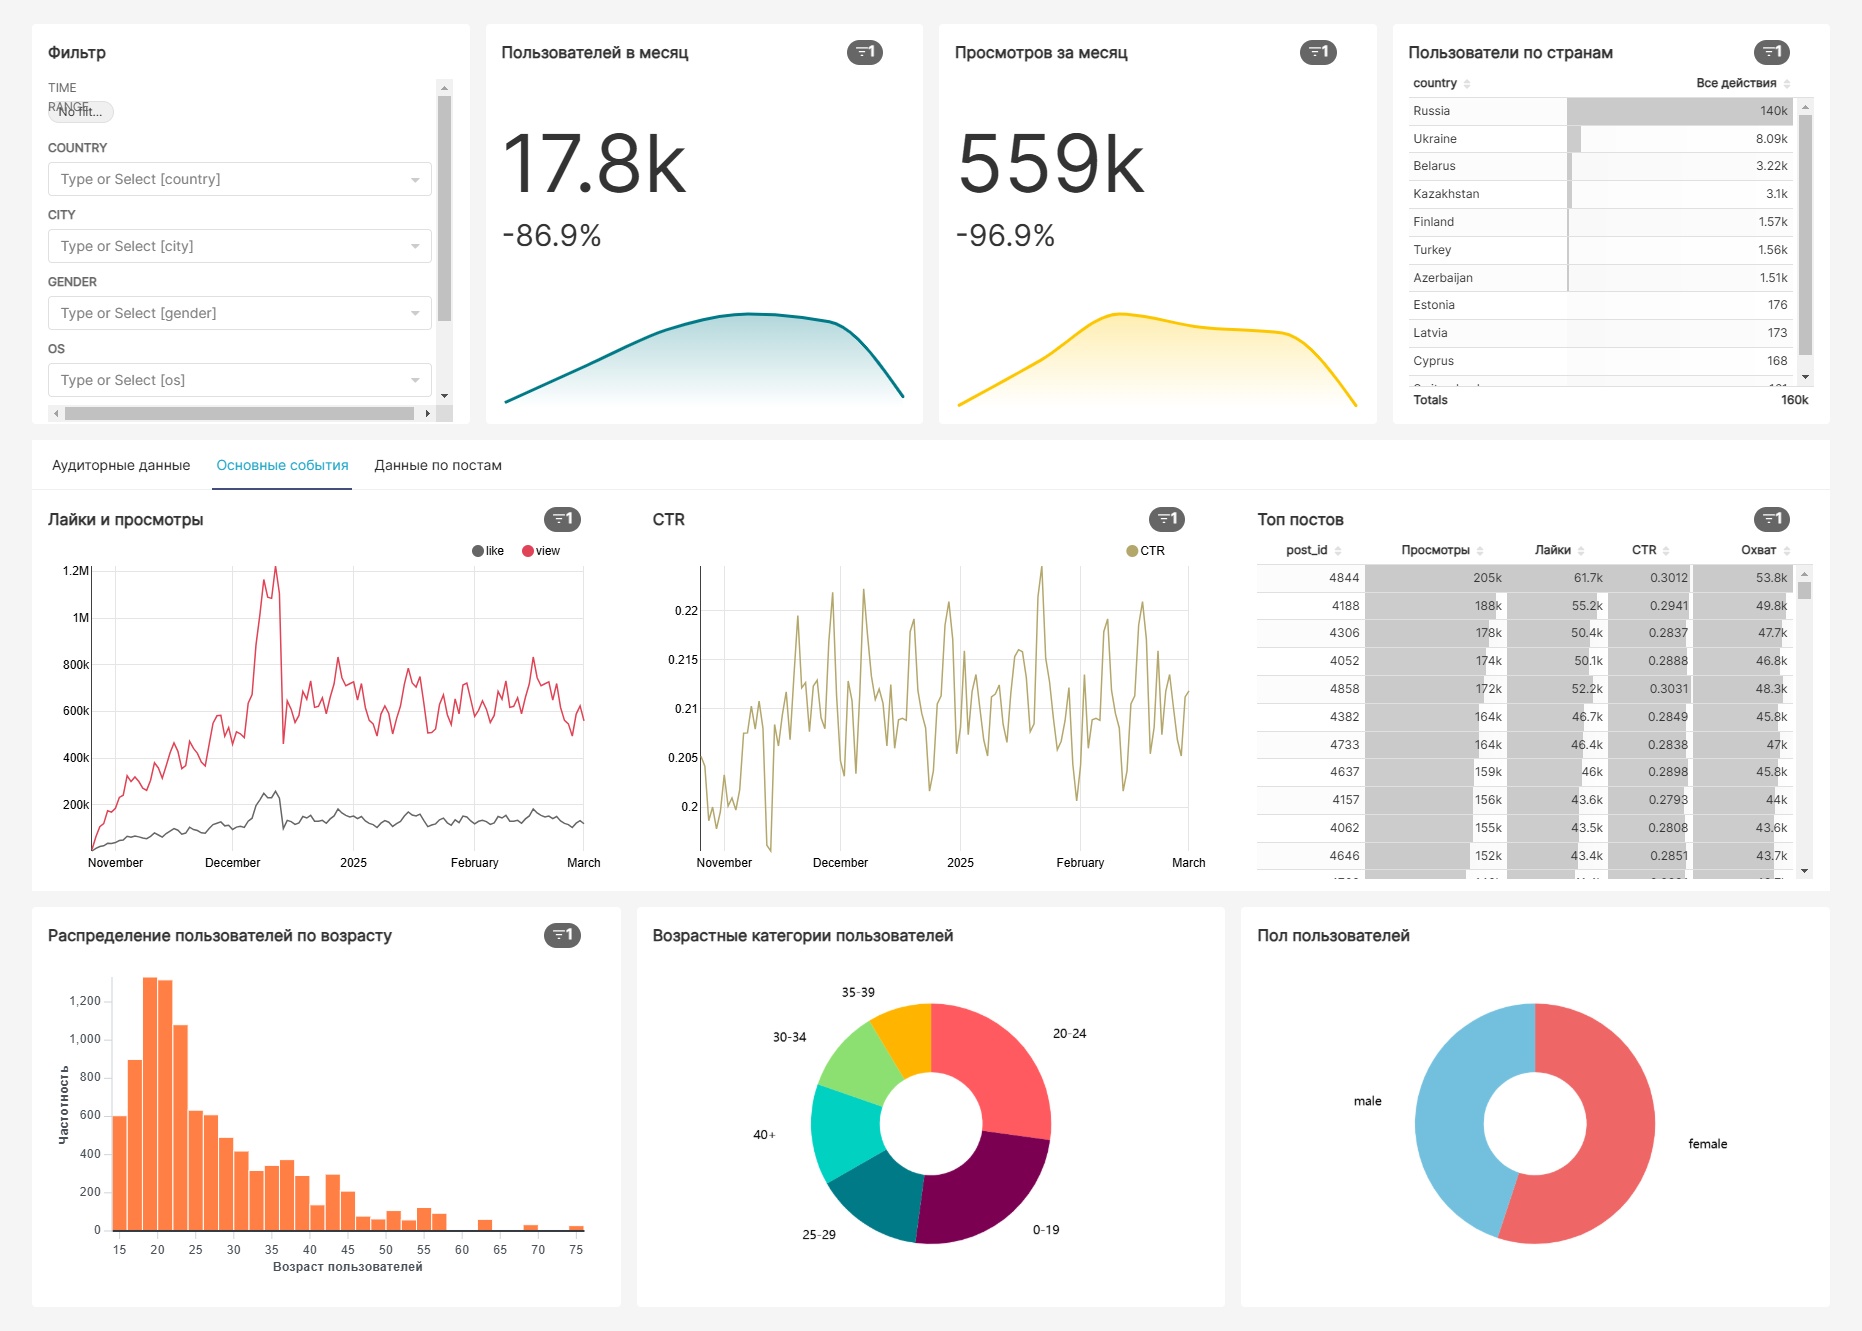 Фильтр
TIME
RANGE
No filt...
COUNTRY
Type or Select [country]
CITY
Type or Select [city]
GENDER
Type or Select [gender]
OS
Type or Select [os]
Пользователей в месяц
1
17.8k
-86.9%
Просмотров за месяц
1
559k
-96.9%
Пользователи по странам
1
country Все действия
Russia 140k
Ukraine 8.09k
Belarus 3.22k
Kazakhstan 3.1k
Finland 1.57k
Turkey 1.56k
Azerbaijan 1.51k
Estonia 176
Latvia 173
Cyprus 168
Totals 160k
Аудиторные данные Основные события Данные по постам
Лайки и просмотры
1
like view
1.2M
1M
800k
600k
400k
200k
November December 2025 February March
CTR
1
CTR
0.22
0.215
0.21
0.205
0.2
November December 2025 February March
Топ постов
1
post_id Просмотры Лайки CTR Охват
4844 205k 61.7k 0.3012 53.8k
4188 188k 55.2k 0.2941 49.8k
4306 178k 50.4k 0.2837 47.7k
4052 174k 50.1k 0.2888 46.8k
4858 172k 52.2k 0.3031 48.3k
4382 164k 46.7k 0.2849 45.8k
4733 164k 46.4k 0.2838 47k
4637 159k 46k 0.2898 45.8k
4157 156k 43.6k 0.2793 44k
4062 155k 43.5k 0.2808 43.6k
4646 152k 43.4k 0.2851 43.7k
Распределение пользователей по возрасту
1
Частотность
1,200
1,000
800
600
400
200
0
15 20 25 30 35 40 45 50 55 60 65 70 75
Возраст пользователей
Возрастные категории пользователей
35-39
20-24
30-34
40+
25-29
0-19
Пол пользователей
male
female